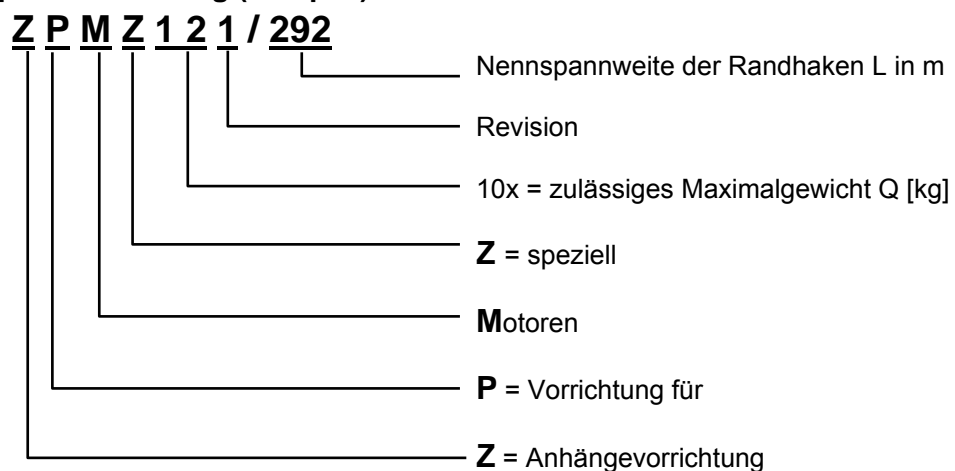 Z P M Z 1 2 1 / 292
Nennspannweite der Randhaken L in m
Revision
10x = zulässiges Maximalgewicht Q [kg]
Z = speziell
Motoren
P = Vorrichtung für
Z = Anhängevorrichtung